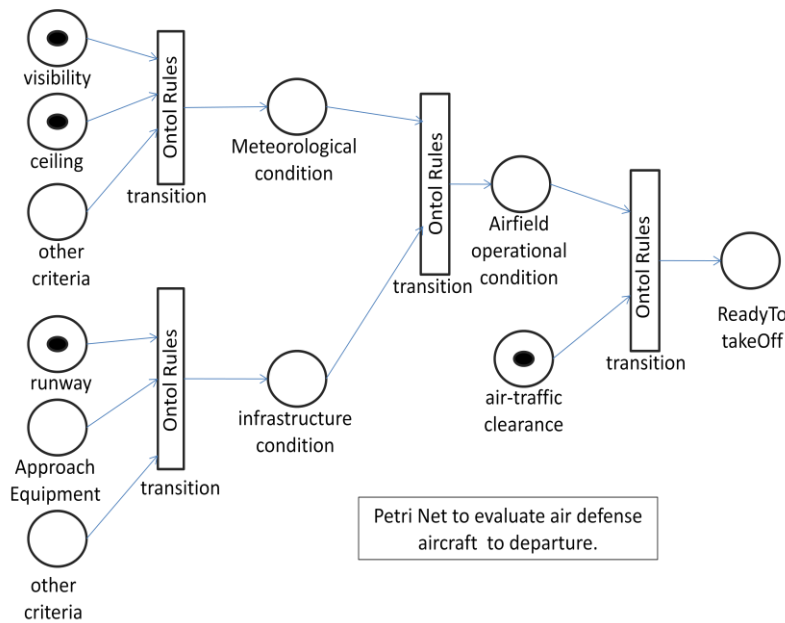 visibility
Ontol Rules
ceiling
Meteorological
condition
transition
other
criteria
Ontol Rules
Airfield
operational
condition
transition
Ontol Rules
ReadyTo
takeOff
transition
air-traffic
clearance
Ontol Rules
runway
infrastructure
condition
Approach
Equipment
transition
other
criteria
Petri Net to evaluate air defense
aircraft to departure.